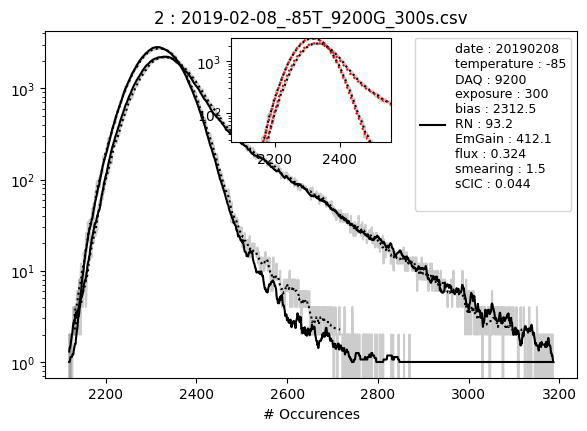 2 : 2019-02-08_-85T_9200G_300s.csv
10³
10²
10¹
10⁰
10³
10²
2200 2400
date : 20190208
temperature : -85
DAQ : 9200
exposure : 300
bias : 2312.5
RN : 93.2
EmGain : 412.1
flux : 0.324
smearing : 1.5
sCIC : 0.044
2200 2400 2600 2800 3000 3200
# Occurences